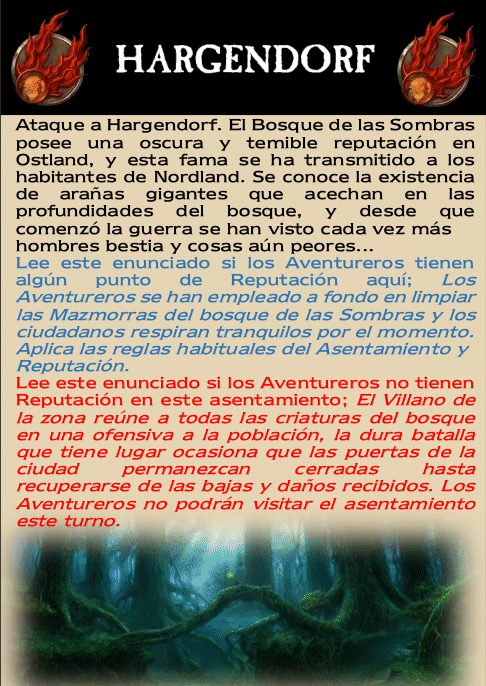 HARGENDORF
Ataque a Hargendorf. El Bosque de las Sombras
posee una oscura y temible reputación en
Ostland, y esta fama se ha transmitido a los
habitantes de Nordland. Se conoce la existencia
de arañas gigantes que acechan en las
profundidades del bosque, y desde que
comenzó la guerra se han visto cada vez más
hombres bestia y cosas aún peores...
Lee este enunciado si los Aventureros tienen
algún punto de Reputación aquí; Los
Aventureros se han empleado a fondo en limpiar
las Mazmorras del bosque de las Sombras y los
ciudadanos respiran tranquilos por el momento.
Aplica las reglas habituales del Asentamiento y
Reputación.
Lee este enunciado si los Aventureros no tienen
Reputación en este asentamiento; El Villano de
la zona reúne a todas las criaturas del bosque
en una ofensiva a la población, la dura batalla
que tiene lugar ocasiona que las puertas de la
ciudad permanezcan cerradas hasta
recuperarse de las bajas y daños recibidos. Los
Aventureros no podrán visitar el asentamiento
este turno.